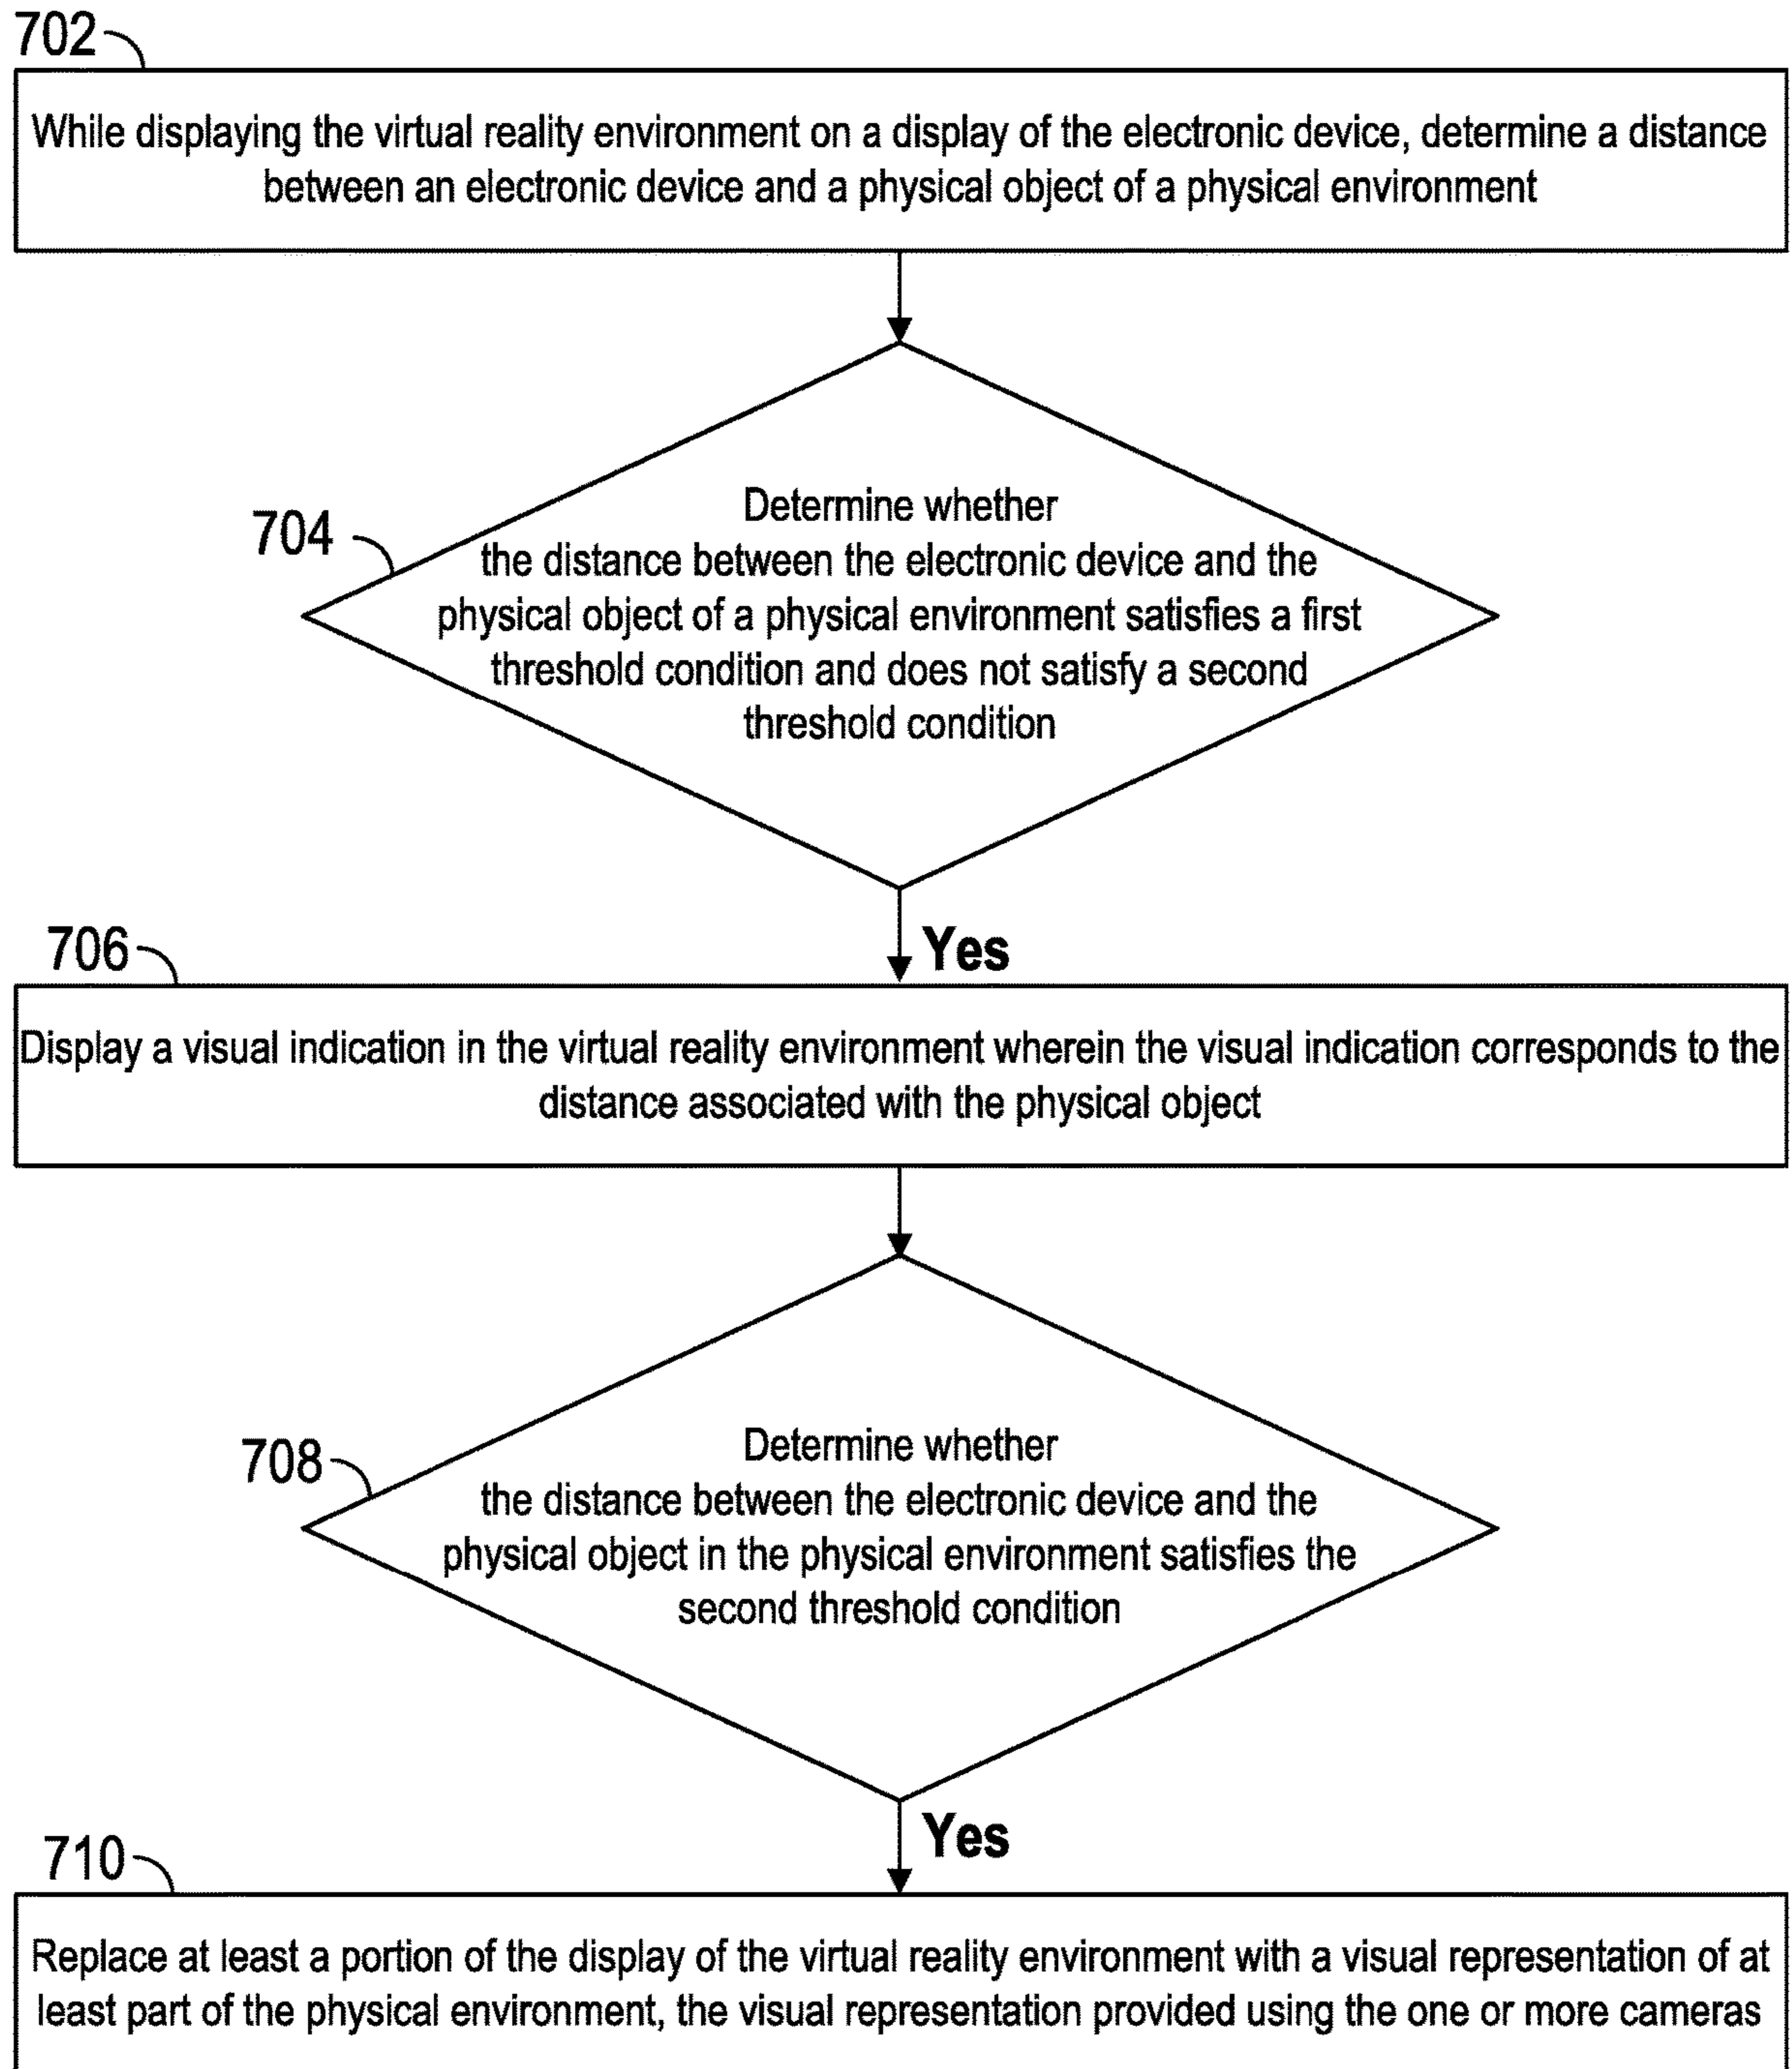 702
While displaying the virtual reality environment on a display of the electronic device, determine a distance
between an electronic device and a physical object of a physical environment
704
Determine whether
the distance between the electronic device and the
physical object of a physical environment satisfies a first
threshold condition and does not satisfy a second
threshold condition
Yes
706
Display a visual indication in the virtual reality environment wherein the visual indication corresponds to the
distance associated with the physical object
708
Determine whether
the distance between the electronic device and the
physical object in the physical environment satisfies the
second threshold condition
Yes
710
Replace at least a portion of the display of the virtual reality environment with a visual representation of at
least part of the physical environment, the visual representation provided using the one or more cameras